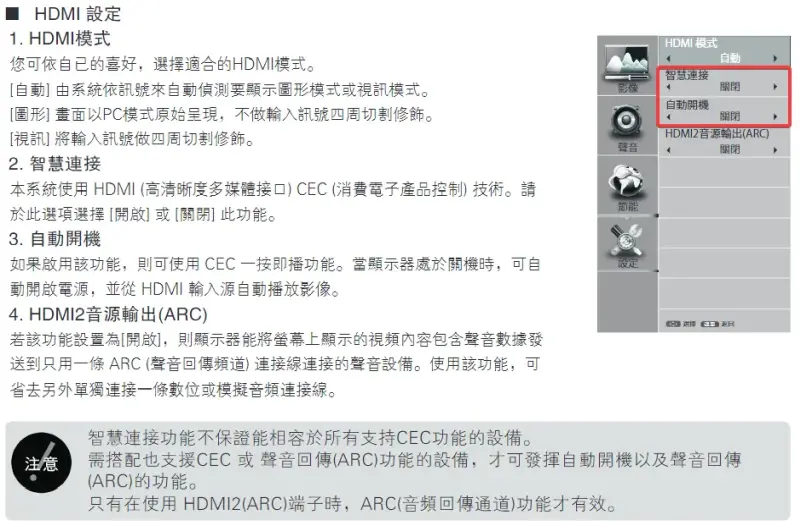 ■ HDMI 設定
1. HDMI模式
您可依自已的喜好，選擇適合的HDMI模式。
[自動] 由系統依訊號來自動偵測要顯示圖形模式或視訊模式。
[圖形] 畫面以PC模式原始呈現，不做輸入訊號四周切割修飾。
[視訊] 將輸入訊號做四周切割修飾。
2. 智慧連接
本系統使用 HDMI (高清晰度多媒體接口) CEC (消費電子產品控制) 技術。請
於此選項選擇 [開啟] 或 [關閉] 此功能。
3. 自動開機
如果啟用該功能，則可使用 CEC 一按即播功能。當顯示器處於關機時，可自
動開啟電源，並從 HDMI 輸入源自動播放影像。
4. HDMI2音源輸出(ARC)
若該功能設置為[開啟]，則顯示器能將螢幕上顯示的視頻內容包含聲音數據發
送到只用一條 ARC (聲音回傳頻道) 連接線連接的聲音設備。使用該功能，可
省去另外單獨連接一條數位或模擬音頻連接線。
影像
聲音
節能
設定
HDMI 模式
自動
智慧連接
關閉
自動開機
關閉
HDMI2音源輸出(ARC)
關閉
選擇 返回
注意
智慧連接功能不保證能相容於所有支持CEC功能的設備。
需搭配也支援CEC 或 聲音回傳(ARC)功能的設備，才可發揮自動開機以及聲音回傳
(ARC)的功能。
只有在使用 HDMI2(ARC)端子時，ARC(音頻回傳通道)功能才有效。